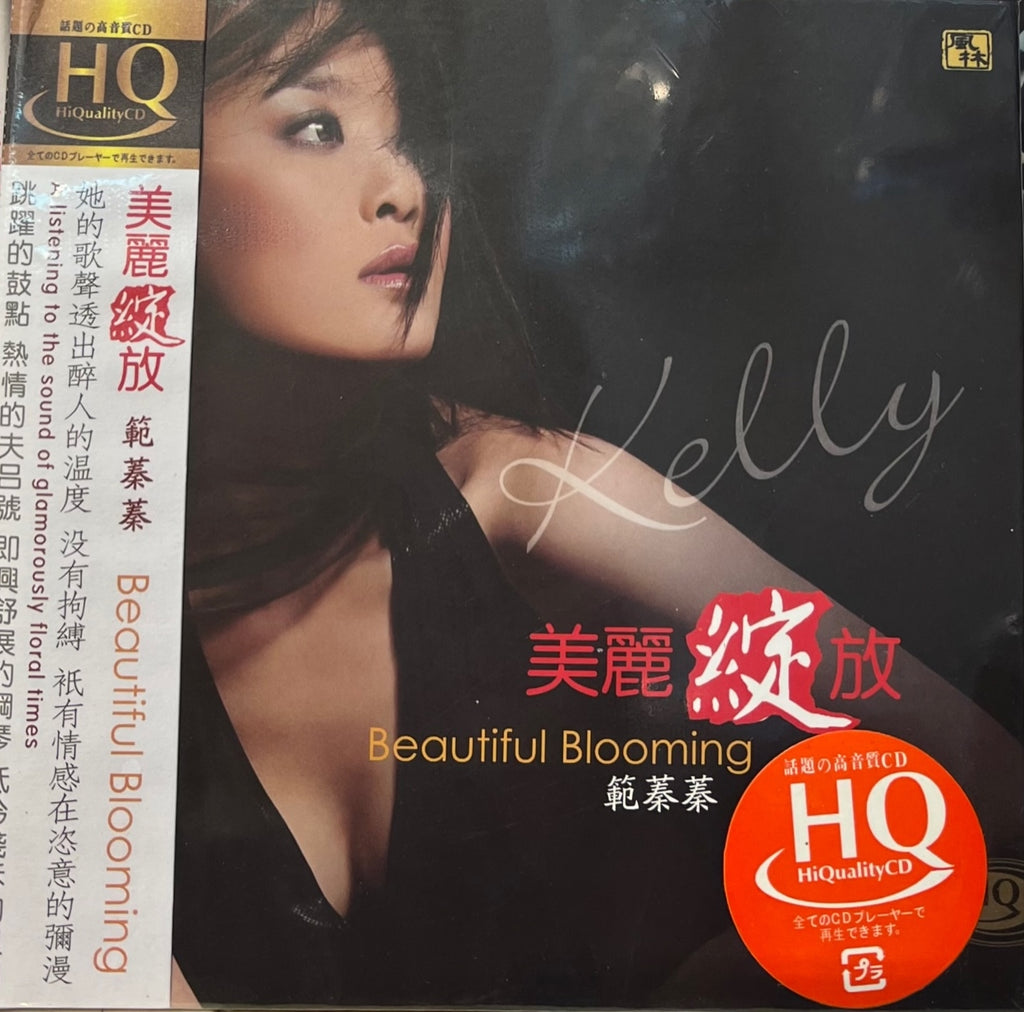 話題の高音質CD
HQ
HiQualityCD
全てのCDプレーヤーで再生できます。
美麗綻放 範蓁蓁 Beautiful Blooming
她的歌聲透出醉人的温度 没有拘縛 祇有情感在恣意的彌漫
listening to the sound of glamorously floral times
跳躍的鼓點 熱情的夫吕號 即興舒展的鋼琴
風林
Kelly
美麗綻放
Beautiful Blooming
範蓁蓁
話題の高音質CD
HQ
HiQualityCD
全てのCDプレーヤーで
再生できます。
プラ